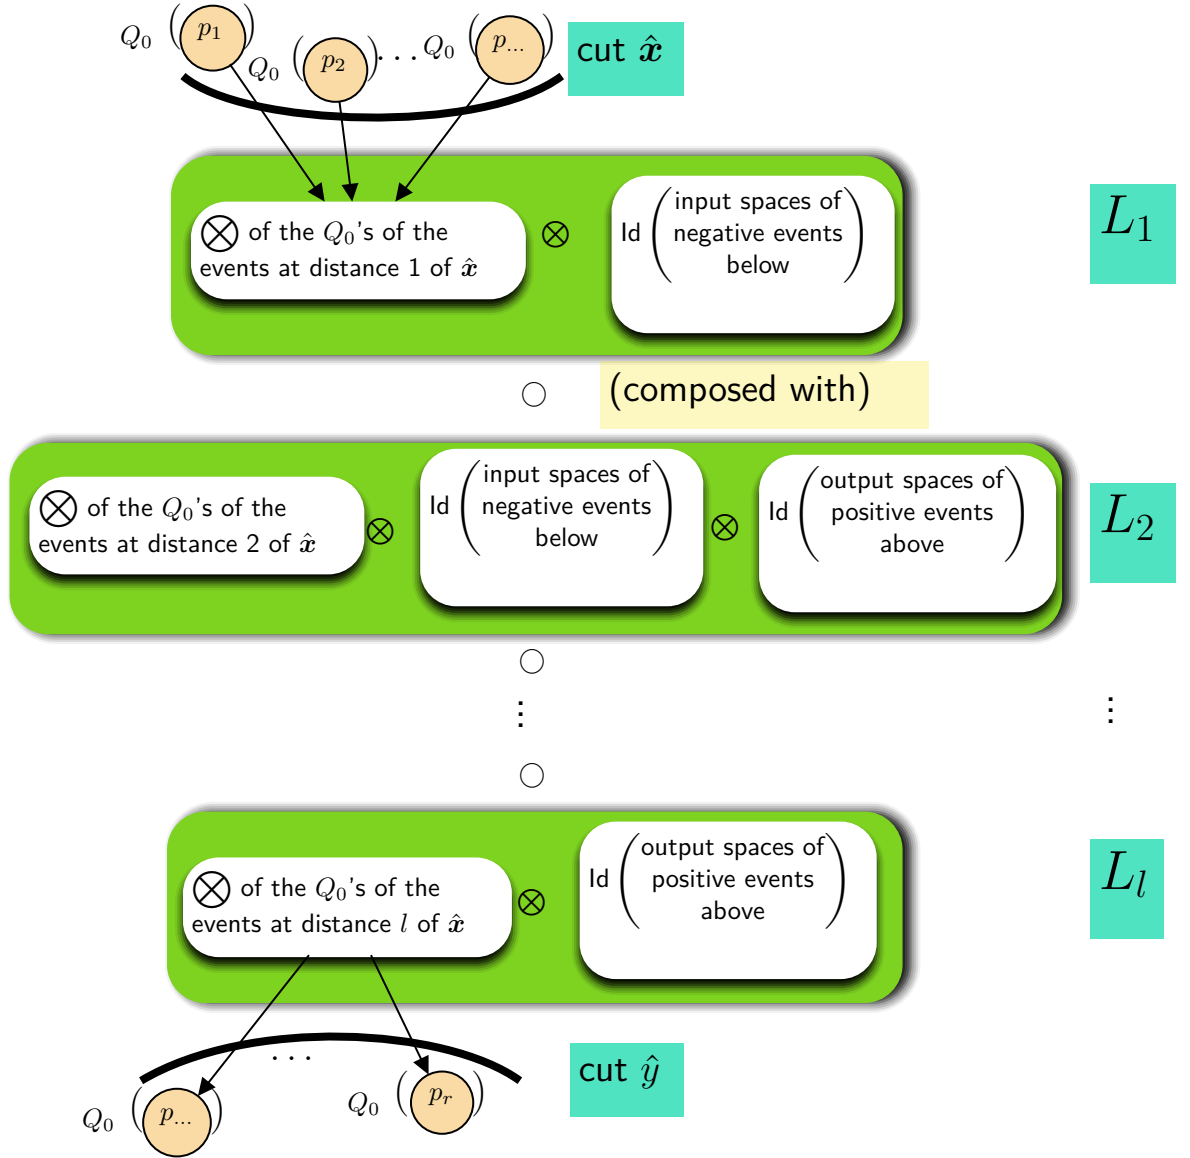 Q₀ (p₁) Q₀ (p₂) ... Q₀ (p...) cut x̂
⨂ of the Q₀'s of the
events at distance 1 of x̂
⊗
Id (input spaces of
negative events
below)
L₁
○ (composed with)
⨂ of the Q₀'s of the
events at distance 2 of x̂
⊗
Id (input spaces of
negative events
below)
⊗
Id (output spaces of
positive events
above)
L₂
○
⋮ ⋮
○
⨂ of the Q₀'s of the
events at distance l of x̂
⊗
Id (output spaces of
positive events
above)
Lₗ
... cut ŷ
Q₀ (p...) Q₀ (pᵣ)